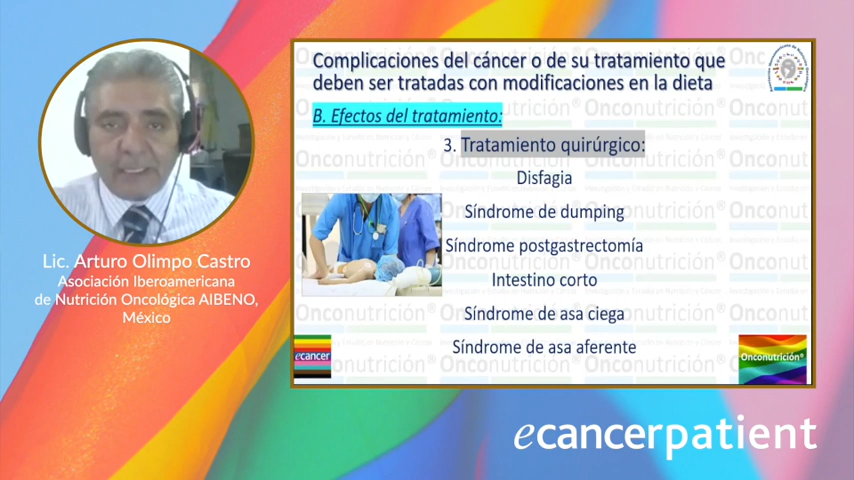 Complicaciones del cáncer o de su tratamiento que
deben ser tratadas con modificaciones en la dieta
B. Efectos del tratamiento:
3. Tratamiento quirúrgico:
Disfagia
Síndrome de dumping
Síndrome postgastrectomía
Intestino corto
Síndrome de asa ciega
Síndrome de asa aferente
ecancer
Onconutrición®
Lic. Arturo Olimpo Castro
Asociación Iberoamericana
de Nutrición Oncológica AIBENO,
México
ecancerpatient